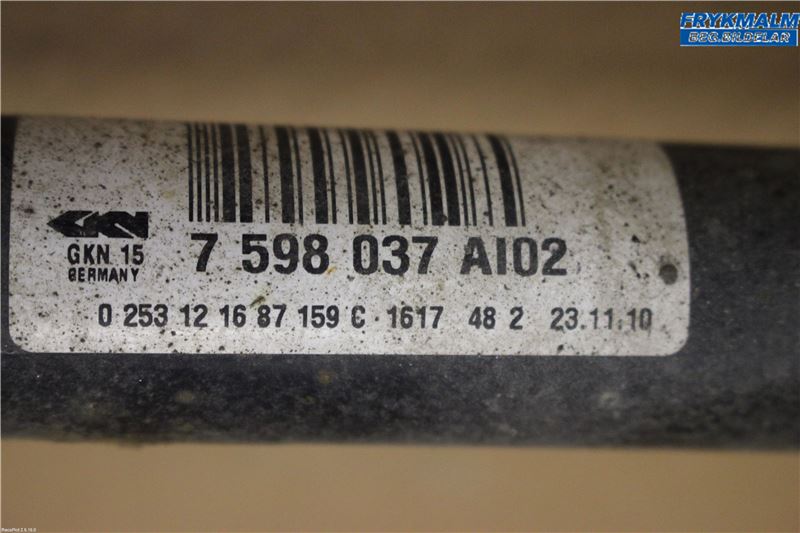 FRYKMALM
BEG.BILDELAR
GKN
GKN 15
GERMANY
7 598 037 AI02
0 253 12 16 87 159 C 1617 48 2 23.11.10